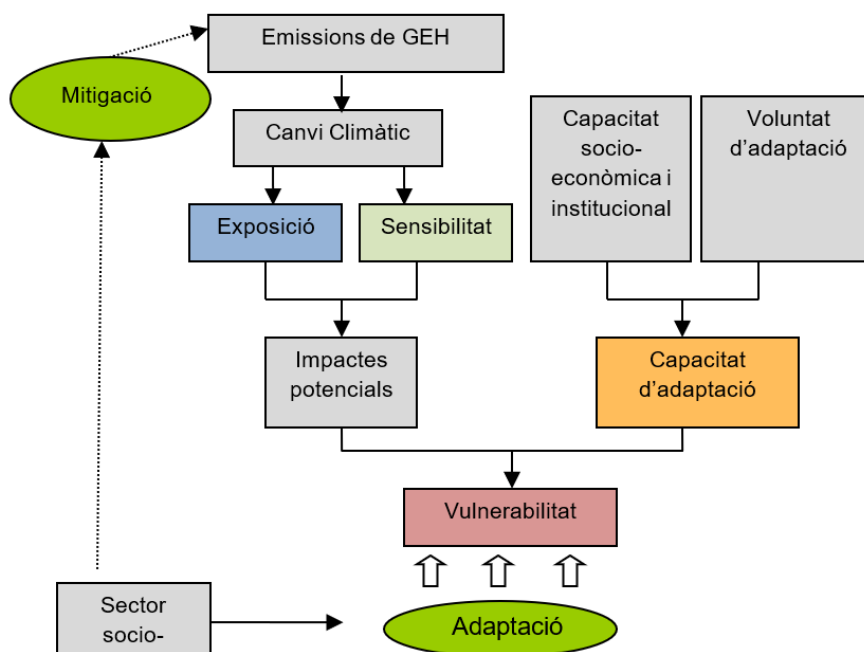 Emissions de GEH
Mitigació
Canvi Climàtic
Capacitat
socio-
econòmica i
institucional
Voluntat
d'adaptació
Exposició
Sensibilitat
Impactes
potencials
Capacitat
d'adaptació
Vulnerabilitat
Sector
socio-
Adaptació